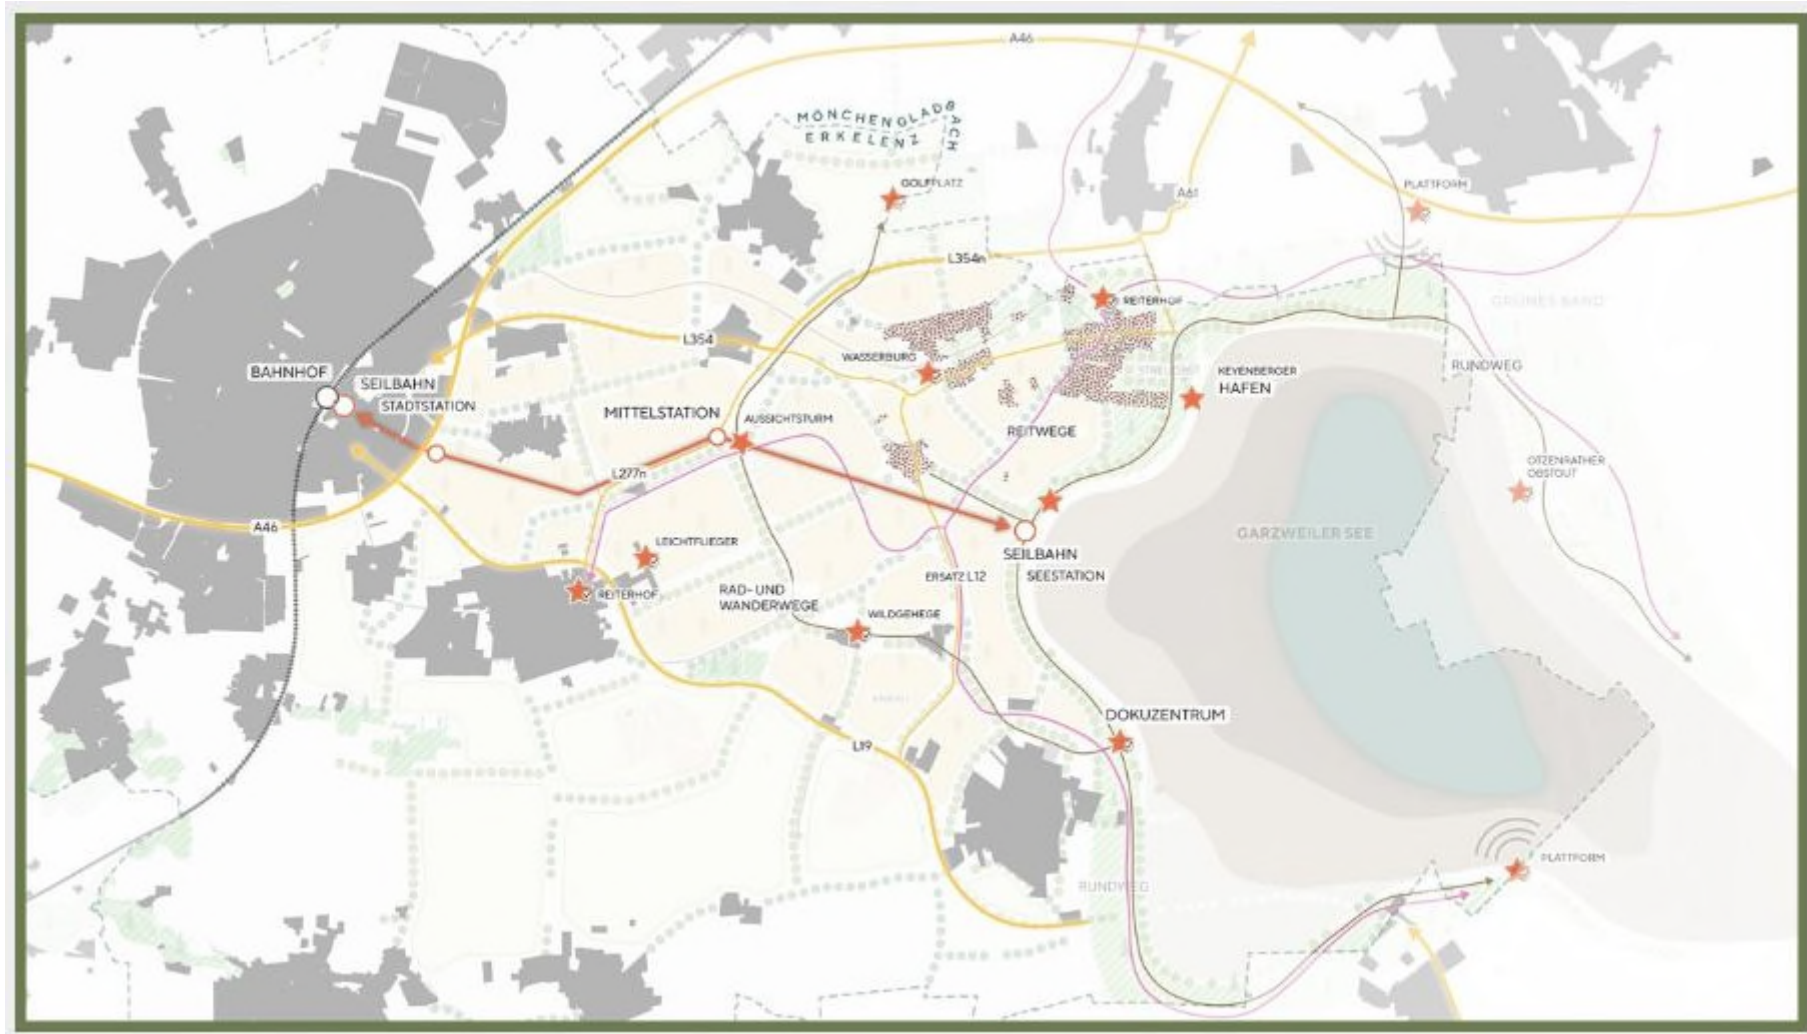 A46
MÖNCHENGLADBACH
ERKELENZ
GOLFPLATZ
A61
PLATTFORM
L354n
REITERHOF
GRÜNES BAND
L354
WASSERBURG
RUNDWEG
BAHNHOF
SEILBAHN
STADTSTATION
KEYENBERGER
HAFEN
MITTELSTATION
AUSSICHTSTURM
REITWEGE
L277n
OTZENRATHER
OBSTGUT
A46
GARZWEILER SEE
LEICHTFLIEGER
SEILBAHN
SEESTATION
ERSATZ L12
REITERHOF
RAD- UND
WANDERWEGE
WILDGEHEGE
DOKUZENTRUM
L19
PLATTFORM
RUNDWEG